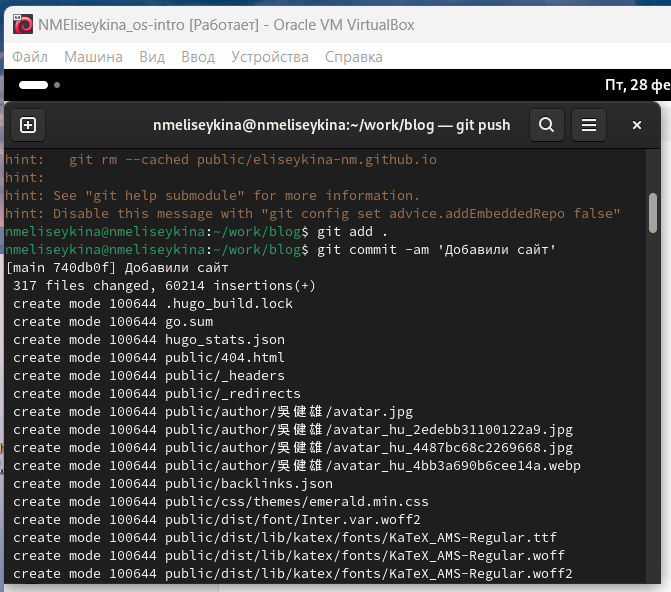 NMEliseykina_os-intro [Работает] - Oracle VM VirtualBox
Файл Машина Вид Ввод Устройства Справка
Пт, 28 фе
nmeliseykina@nmeliseykina:~/work/blog — git push
hint:   git rm --cached public/eliseykina-nm.github.io
hint:
hint: See "git help submodule" for more information.
hint: Disable this message with "git config set advice.addEmbeddedRepo false"
nmeliseykina@nmeliseykina:~/work/blog$ git add .
nmeliseykina@nmeliseykina:~/work/blog$ git commit -am 'Добавили сайт'
[main 740db0f] Добавили сайт
 317 files changed, 60214 insertions(+)
 create mode 100644 .hugo_build.lock
 create mode 100644 go.sum
 create mode 100644 hugo_stats.json
 create mode 100644 public/404.html
 create mode 100644 public/_headers
 create mode 100644 public/_redirects
 create mode 100644 public/author/吳健雄/avatar.jpg
 create mode 100644 public/author/吳健雄/avatar_hu_2edebb31100122a9.jpg
 create mode 100644 public/author/吳健雄/avatar_hu_4487bc68c2269668.jpg
 create mode 100644 public/author/吳健雄/avatar_hu_4bb3a690b6cee14a.webp
 create mode 100644 public/backlinks.json
 create mode 100644 public/css/themes/emerald.min.css
 create mode 100644 public/dist/font/Inter.var.woff2
 create mode 100644 public/dist/lib/katex/fonts/KaTeX_AMS-Regular.ttf
 create mode 100644 public/dist/lib/katex/fonts/KaTeX_AMS-Regular.woff
 create mode 100644 public/dist/lib/katex/fonts/KaTeX_AMS-Regular.woff2